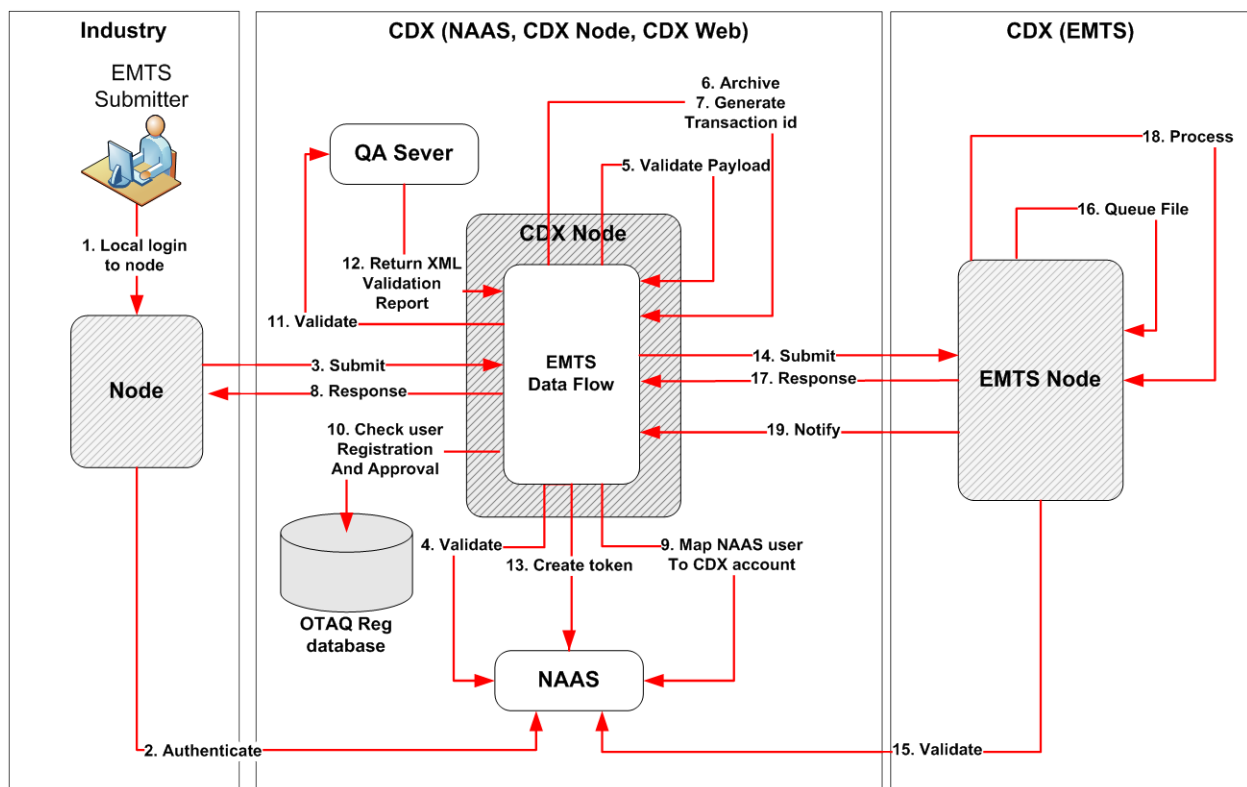 Industry
CDX (NAAS, CDX Node, CDX Web)
CDX (EMTS)
EMTS
Submitter
6. Archive
7. Generate
Transaction id
QA Sever
5. Validate Payload
18. Process
16. Queue File
1. Local login
to node
CDX Node
12. Return XML
Validation
Report
11. Validate
3. Submit
EMTS
Data Flow
14. Submit
Node
8. Response
17. Response
EMTS Node
10. Check user
Registration
And Approval
19. Notify
4. Validate
13. Create token
9. Map NAAS user
To CDX account
OTAQ Reg
database
NAAS
2. Authenticate
15. Validate